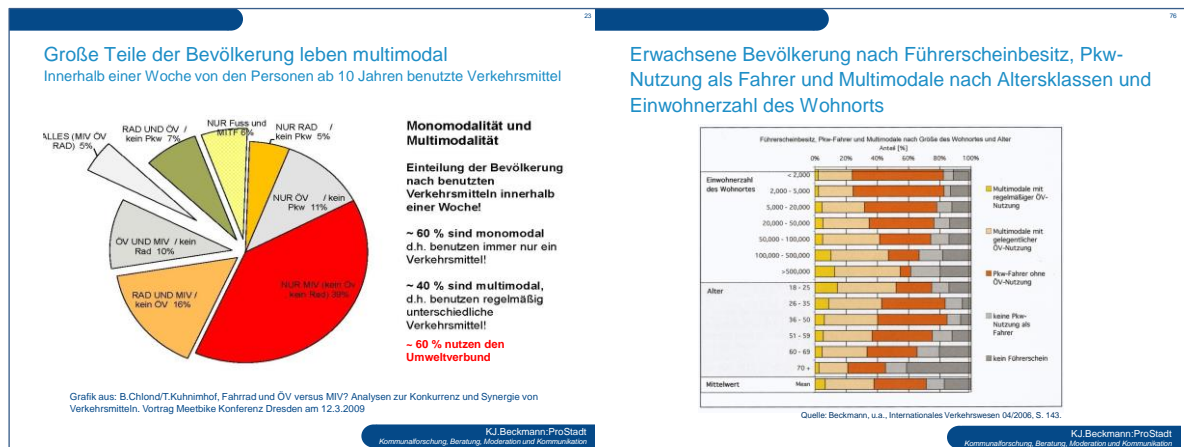 23
Große Teile der Bevölkerung leben multimodal
Innerhalb einer Woche von den Personen ab 10 Jahren benutzte Verkehrsmittel
ALLES (MIV ÖV
RAD) 5%
RAD UND ÖV /
kein Pkw 7%
NUR Fuss und
MITF 6%
NUR RAD /
kein Pkw 5%
NUR ÖV / kein
Pkw 11%
NUR MIV (kein Öv
kein Rad) 39%
RAD UND MIV /
kein ÖV 16%
ÖV UND MIV / kein
Rad 10%
Monomodalität und
Multimodalität
Einteilung der Bevölkerung
nach benutzten
Verkehrsmitteln innerhalb
einer Woche!
~ 60 % sind monomodal
d.h. benutzen immer nur ein
Verkehrsmittel!
~ 40 % sind multimodal,
d.h. benutzen regelmäßig
unterschiedliche
Verkehrsmittel!
~ 60 % nutzen den
Umweltverbund
Grafik aus: B.Chlond/T.Kuhnimhof, Fahrrad und ÖV versus MIV? Analysen zur Konkurrenz und Synergie von
Verkehrsmitteln. Vortrag Meetbike Konferenz Dresden am 12.3.2009
KJ.Beckmann:ProStadt
Kommunalforschung, Beratung, Moderation und Kommunikation
76
Erwachsene Bevölkerung nach Führerscheinbesitz, Pkw-
Nutzung als Fahrer und Multimodale nach Altersklassen und
Einwohnerzahl des Wohnorts
Führerscheinbesitz, Pkw-Fahrer und Multimodale nach Größe des Wohnortes und Alter
Anteil [%]
0% 20% 40% 60% 80% 100%
Einwohnerzahl
des Wohnortes
< 2,000
2,000 - 5,000
5,000 - 20,000
20,000 - 50,000
50,000 - 100,000
100,000 - 500,000
>500,000
Alter
18 - 25
26 - 35
36 - 50
51 - 59
60 - 69
70 +
Mittelwert
Mean
Multimodale mit
regelmäßiger ÖV-
Nutzung
Multimodale mit
gelegentlicher
ÖV-Nutzung
Pkw-Fahrer ohne
ÖV-Nutzung
keine Pkw-
Nutzung als
Fahrer
kein Führerschein
Quelle: Beckmann, u.a., Internationales Verkehrswesen 04/2006, S. 143.
KJ.Beckmann:ProStadt
Kommunalforschung, Beratung, Moderation und Kommunikation